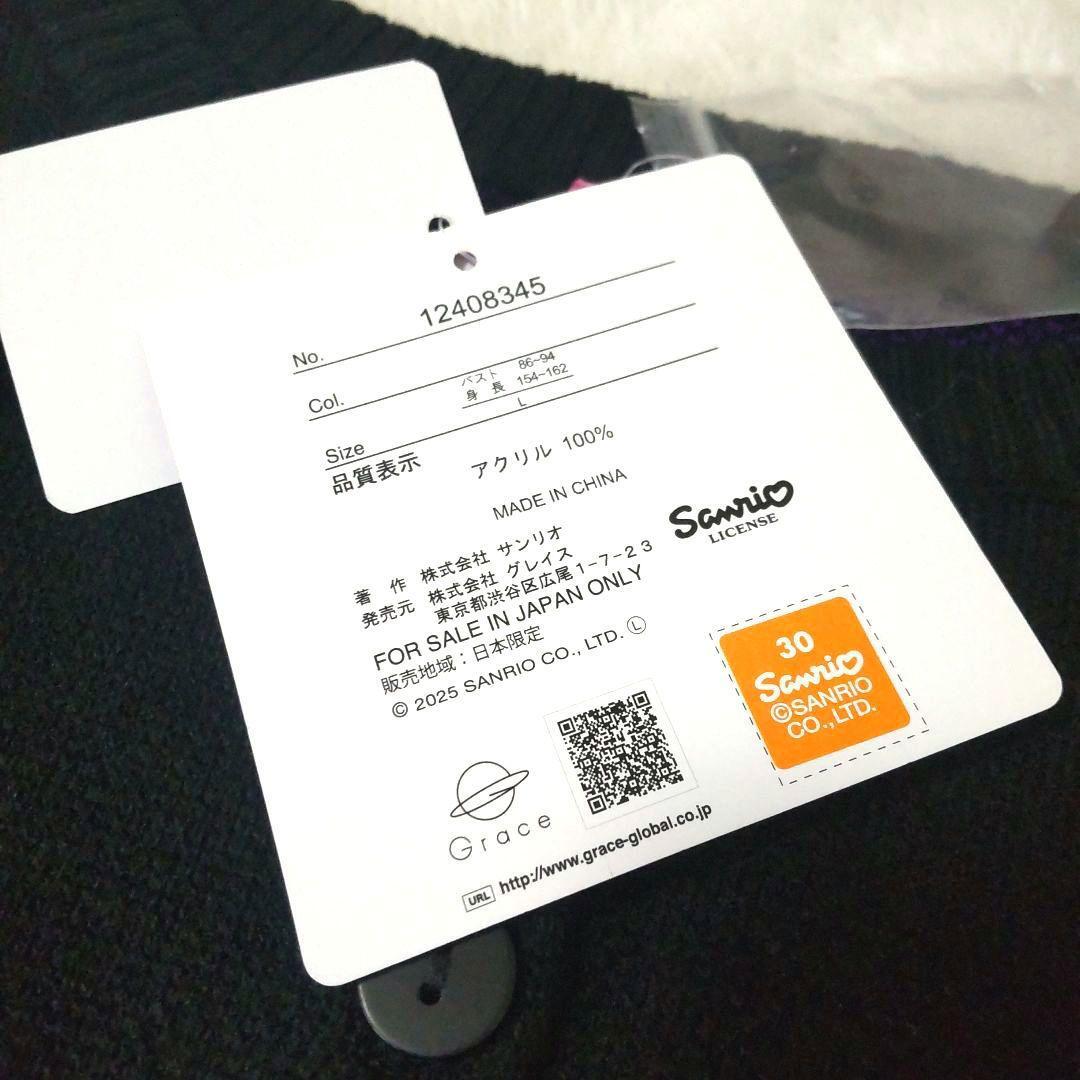 No. 12408345
Col.
バスト 86~94
身長 154~162
Size L
品質表示 アクリル 100%
MADE IN CHINA
Sanrio
LICENSE
著作 株式会社 サンリオ
発売元 株式会社 グレイス
東京都渋谷区広尾1-7-23
FOR SALE IN JAPAN ONLY
販売地域：日本限定
© 2025 SANRIO CO., LTD. Ⓛ
30
Sanrio
©SANRIO
CO.,LTD.
Grace
URL http://www.grace-global.co.jp